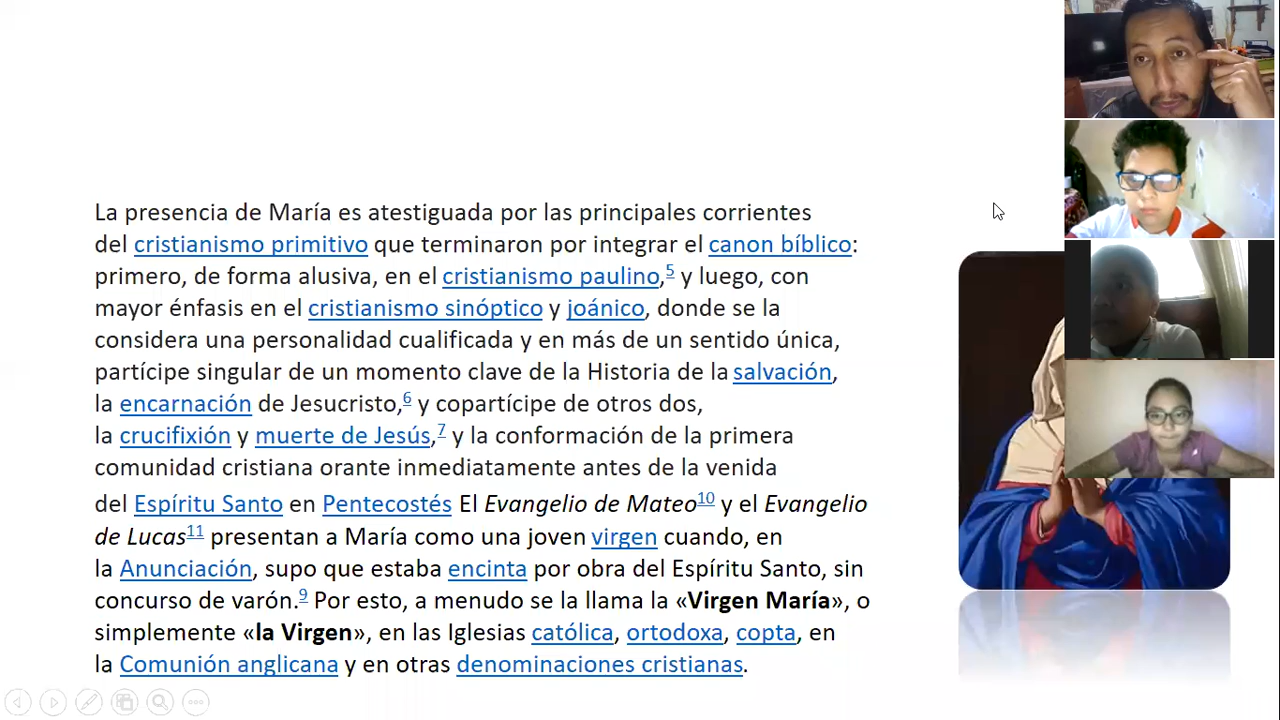 La presencia de María es atestiguada por las principales corrientes
del cristianismo primitivo que terminaron por integrar el canon bíblico:
primero, de forma alusiva, en el cristianismo paulino,5 y luego, con
mayor énfasis en el cristianismo sinóptico y joánico, donde se la
considera una personalidad cualificada y en más de un sentido única,
partícipe singular de un momento clave de la Historia de la salvación,
la encarnación de Jesucristo,6 y copartícipe de otros dos,
la crucifixión y muerte de Jesús,7 y la conformación de la primera
comunidad cristiana orante inmediatamente antes de la venida
del Espíritu Santo en Pentecostés El Evangelio de Mateo10 y el Evangelio
de Lucas11 presentan a María como una joven virgen cuando, en
la Anunciación, supo que estaba encinta por obra del Espíritu Santo, sin
concurso de varón.9 Por esto, a menudo se la llama la «Virgen María», o
simplemente «la Virgen», en las Iglesias católica, ortodoxa, copta, en
la Comunión anglicana y en otras denominaciones cristianas.